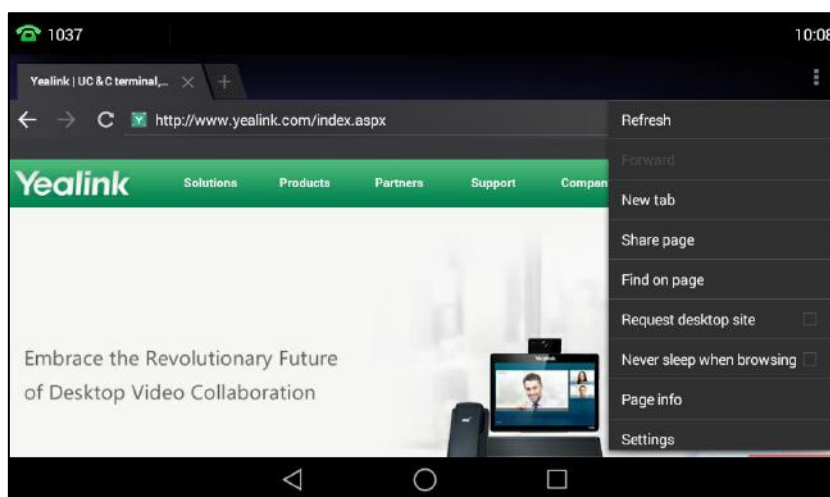 1037
10:08
Yealink | UC & C terminal,...
http://www.yealink.com/index.aspx
Yealink
Solutions Products Partners Support Compan
Embrace the Revolutionary Future
of Desktop Video Collaboration
Refresh
Forward
New tab
Share page
Find on page
Request desktop site
Never sleep when browsing
Page info
Settings